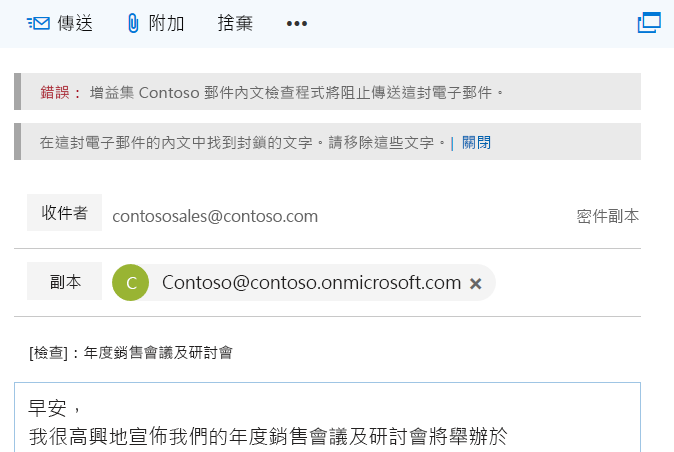 傳送 附加 捨棄 •••
錯誤： 增益集 Contoso 郵件內文檢查程式將阻止傳送這封電子郵件。
在這封電子郵件的內文中找到封鎖的文字。請移除這些文字。| 關閉
收件者 contososales@contoso.com 密件副本
副本 C Contoso@contoso.onmicrosoft.com ×
[檢查]：年度銷售會議及研討會
早安，
我很高興地宣佈我們的年度銷售會議及研討會將舉辦於